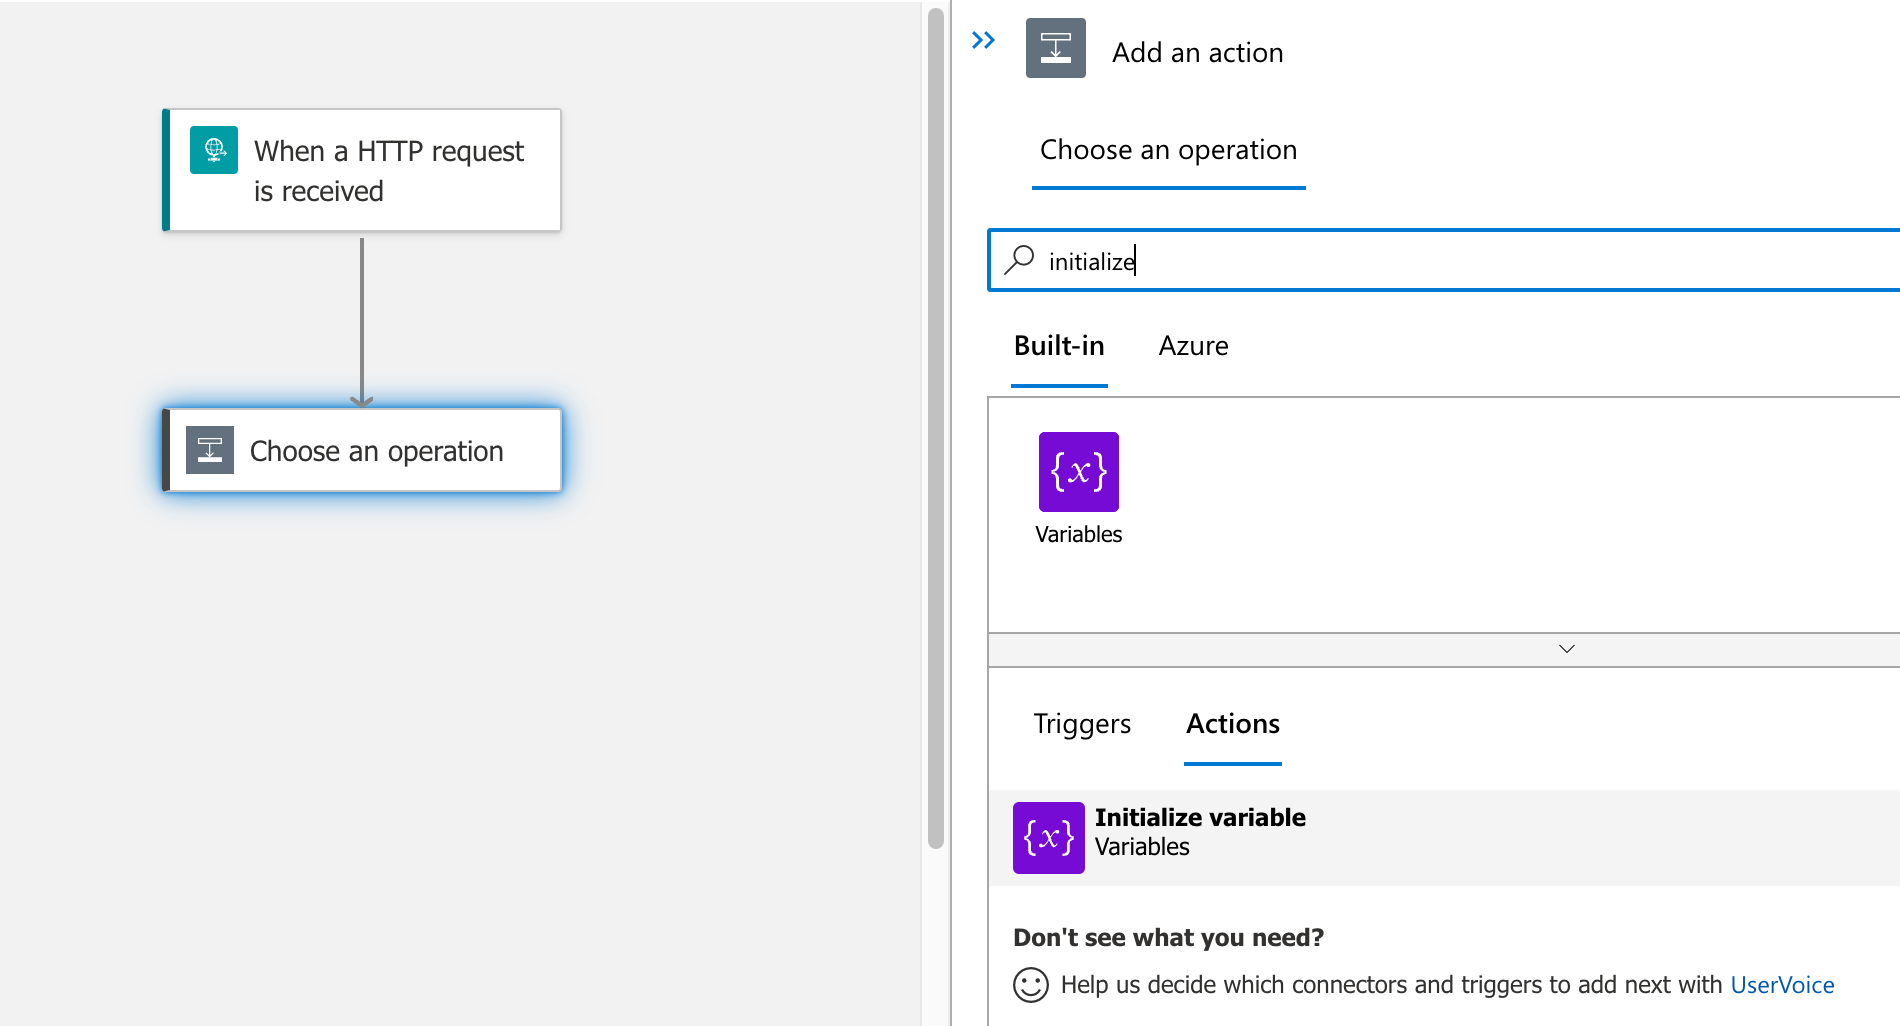 When a HTTP request
is received
Choose an operation
Add an action
Choose an operation
initialize
Built-in Azure
{x}
Variables
Triggers Actions
{x}
Initialize variable
Variables
Don't see what you need?
Help us decide which connectors and triggers to add next with UserVoice